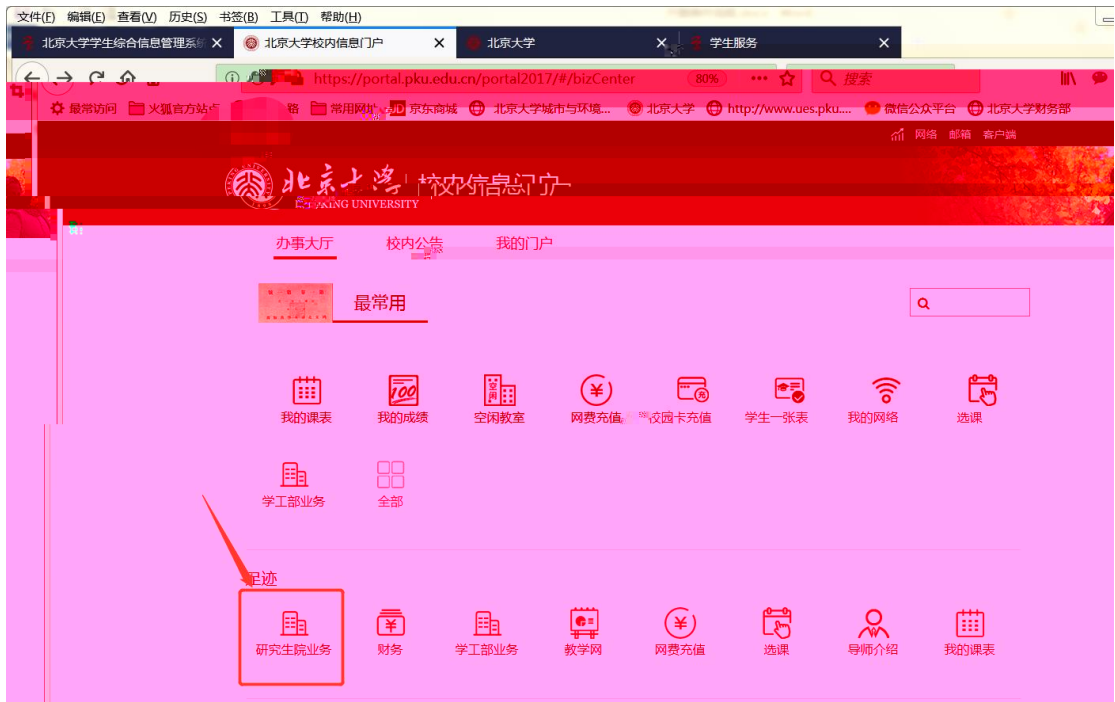 文件(F) 编辑(E) 查看(V) 历史(S) 书签(B) 工具(T) 帮助(H)
北京大学学生综合信息管理系统 北京大学校内信息门户 北京大学 学生服务
https://portal.pku.edu.cn/portal2017/#/bizCenter 80% 搜索
最常访问 火狐官方站点 常用网址 JD 京东商城 北京大学城市与环境... 北京大学 http://www.ues.pku.... 微信公众平台 北京大学财务部
网络 邮箱 客户端
北京大学 校内信息门户
PEKING UNIVERSITY
办事大厅 校内公告 我的门户
最常用
我的课表 我的成绩 空闲教室 网费充值 校园卡充值 学生一张表 我的网络 选课
学工部业务 全部
足迹
研究生院业务 财务 学工部业务 教学网 网费充值 选课 导师介绍 我的课表